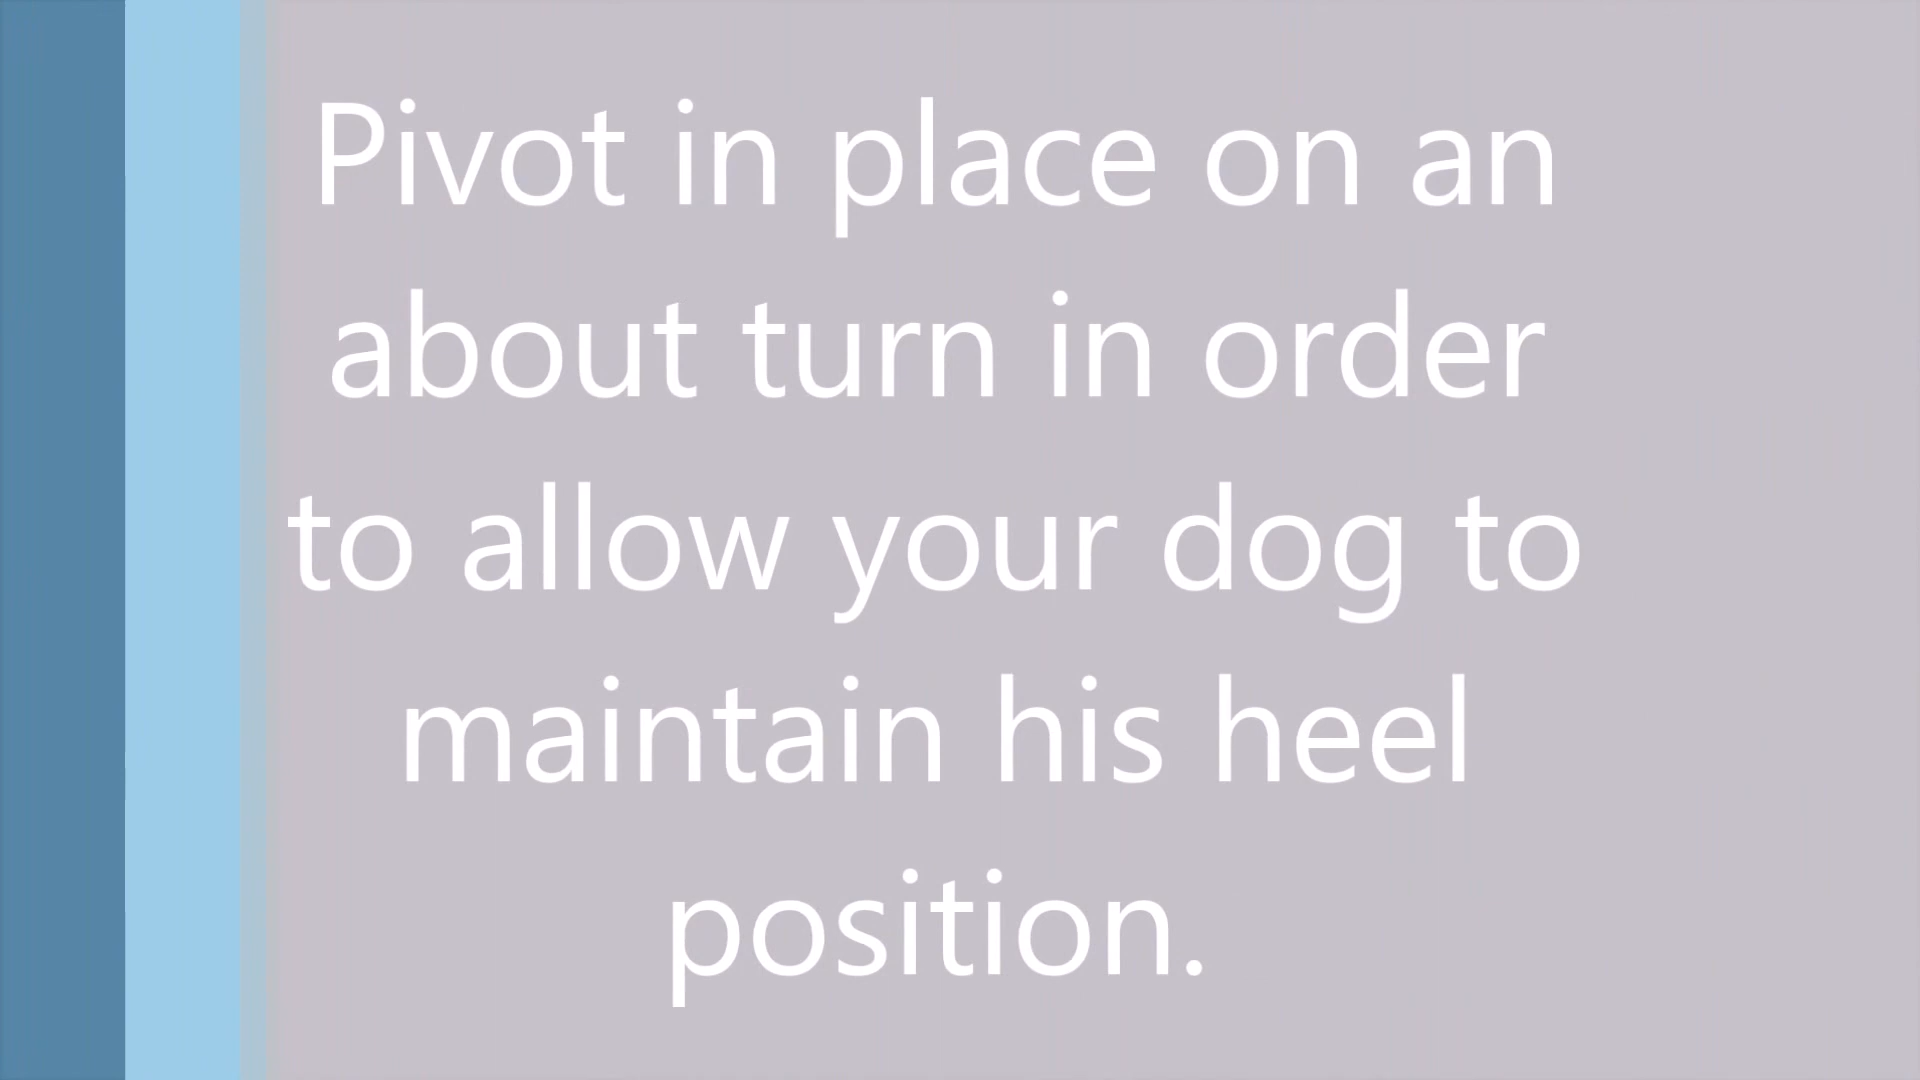 Pivot in place on an
about turn in order
to allow your dog to
maintain his heel
position.